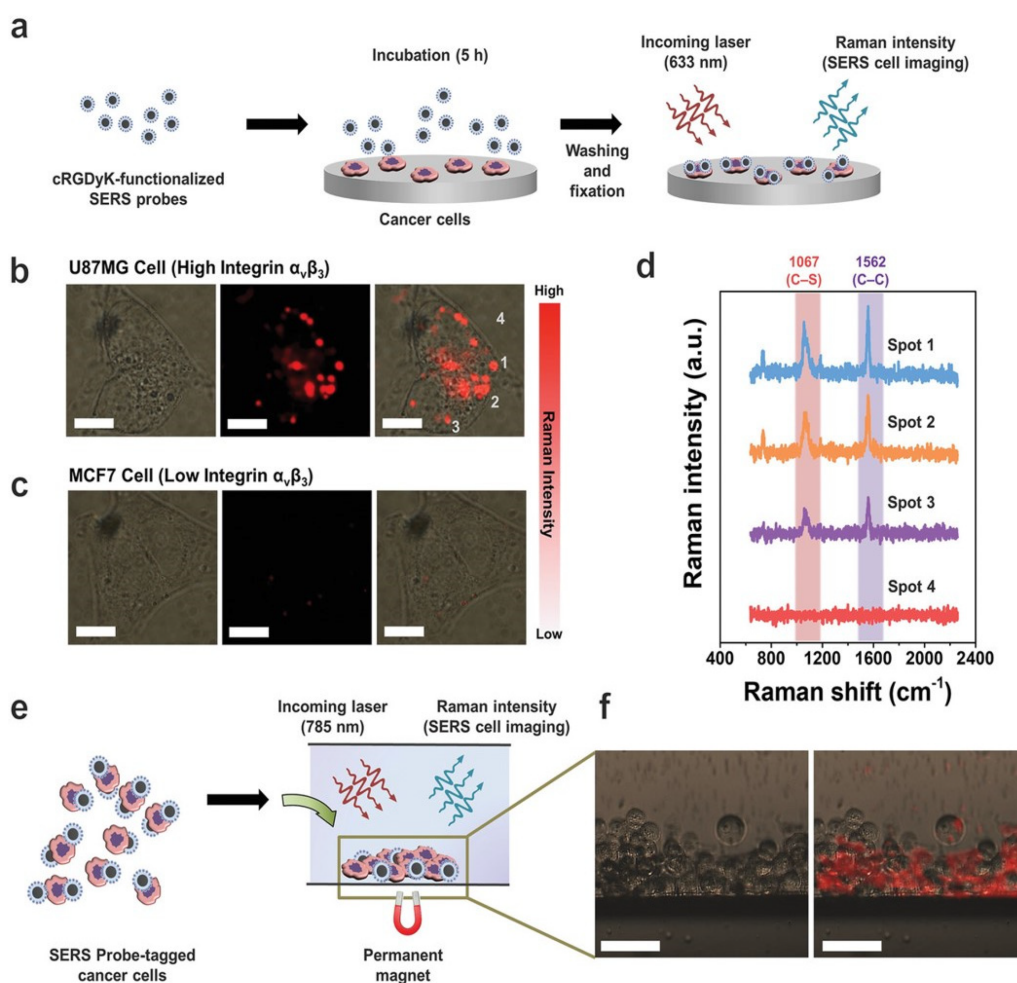 a
Incubation (5 h)
Incoming laser
(633 nm)
Raman intensity
(SERS cell imaging)
cRGDyK-functionalized
SERS probes
Cancer cells
Washing
and
fixation
b
U87MG Cell (High Integrin αᵥβ₃)
4
1
2
3
High
Raman Intensity
Low
c
MCF7 Cell (Low Integrin αᵥβ₃)
d
1067
(C–S)
1562
(C–C)
Spot 1
Spot 2
Spot 3
Spot 4
Raman intensity (a.u.)
400 800 1200 1600 2000 2400
Raman shift (cm⁻¹)
e
Incoming laser
(785 nm)
Raman intensity
(SERS cell imaging)
SERS Probe-tagged
cancer cells
Permanent
magnet
f